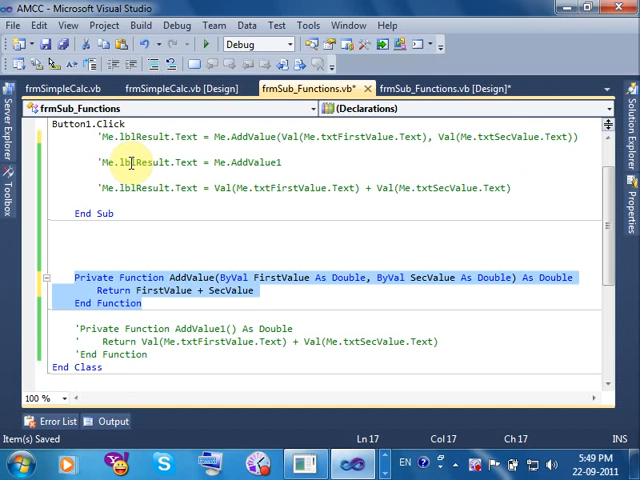 AMCC - Microsoft Visual Studio
File Edit View Project Build Debug Team Data Tools Test Window Help
Debug
frmSimpleCalc.vb frmSimpleCalc.vb [Design] frmSub_Functions.vb* frmSub_Functions.vb [Design]*
frmSub_Functions (Declarations)
Button1.Click
'Me.lblResult.Text = Me.AddValue(Val(Me.txtFirstValue.Text), Val(Me.txtSecValue.Text))
'Me.lblResult.Text = Me.AddValue1
'Me.lblResult.Text = Val(Me.txtFirstValue.Text) + Val(Me.txtSecValue.Text)
End Sub
Private Function AddValue(ByVal FirstValue As Double, ByVal SecValue As Double) As Double
Return FirstValue + SecValue
End Function
'Private Function AddValue1() As Double
' Return Val(Me.txtFirstValue.Text) + Val(Me.txtSecValue.Text)
'End Function
End Class
100 %
Server Explorer
Toolbox
Solution Explorer
Properties
Error List Output
Item(s) Saved Ln 17 Col 17 Ch 17 INS
EN 5:49 PM
22-09-2011